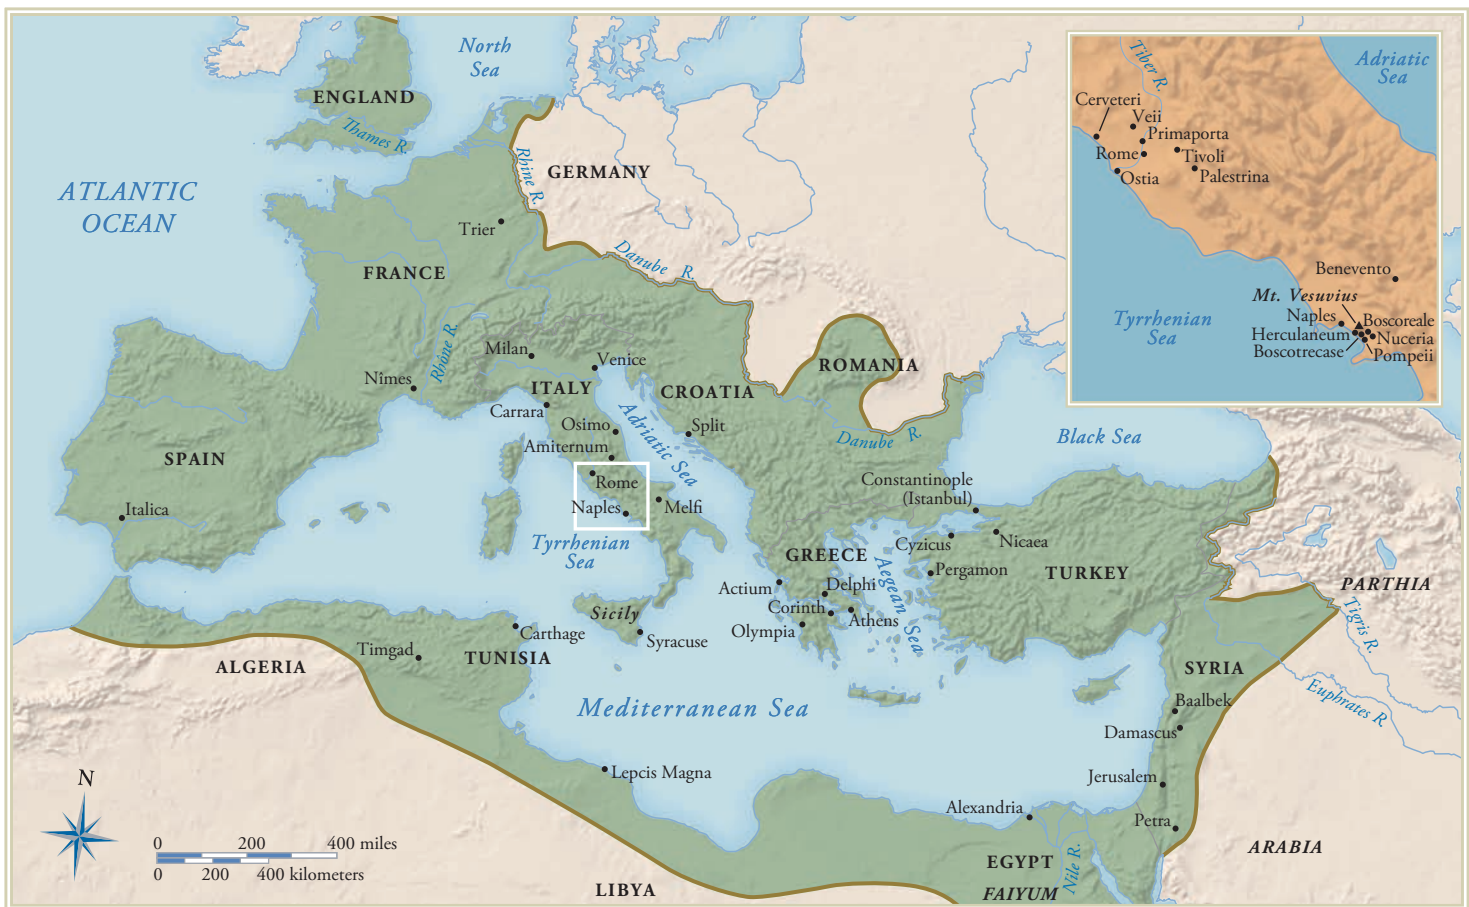 North
Sea
ENGLAND
Thames R.
ATLANTIC
OCEAN
Rhine R.
GERMANY
Trier
FRANCE
Danube R.
Rhône R.
Milan
Venice
Nîmes
ITALY
CROATIA
ROMANIA
Carrara
Adriatic Sea
Osimo
Split
Danube R.
Amiternum
SPAIN
Rome
Naples
Melfi
Italica
Tyrrhenian
Sea
Black Sea
Constantinople
(Istanbul)
Cyzicus
Nicaea
GREECE
Aegean Sea
Pergamon
TURKEY
PARTHIA
Actium
Delphi
Corinth
Athens
Olympia
Sicily
Syracuse
Carthage
Timgad
TUNISIA
ALGERIA
Tigris R.
SYRIA
Euphrates R.
Mediterranean Sea
Baalbek
Damascus
Lepcis Magna
Jerusalem
Alexandria
Petra
ARABIA
EGYPT
Nile R.
FAIYUM
LIBYA
N
0 200 400 miles
0 200 400 kilometers
Tiber R.
Adriatic
Sea
Cerveteri
Veii
Primaporta
Rome
Tivoli
Ostia
Palestrina
Benevento
Mt. Vesuvius
Tyrrhenian
Sea
Naples
Boscoreale
Herculaneum
Nuceria
Boscotrecase
Pompeii